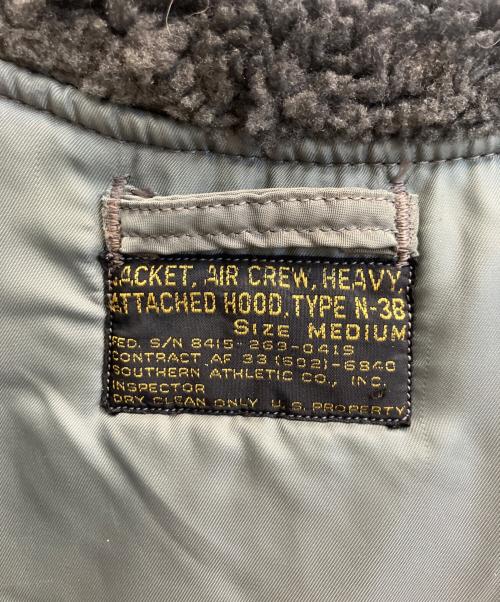 JACKET, AIR CREW, HEAVY,
ATTACHED HOOD, TYPE N-3B
SIZE MEDIUM
FED. S/N 8415-269-0419
CONTRACT AF 33 (602)-6840
SOUTHERN ATHLETIC CO., INC.
INSPECTOR
DRY CLEAN ONLY U.S. PROPERTY